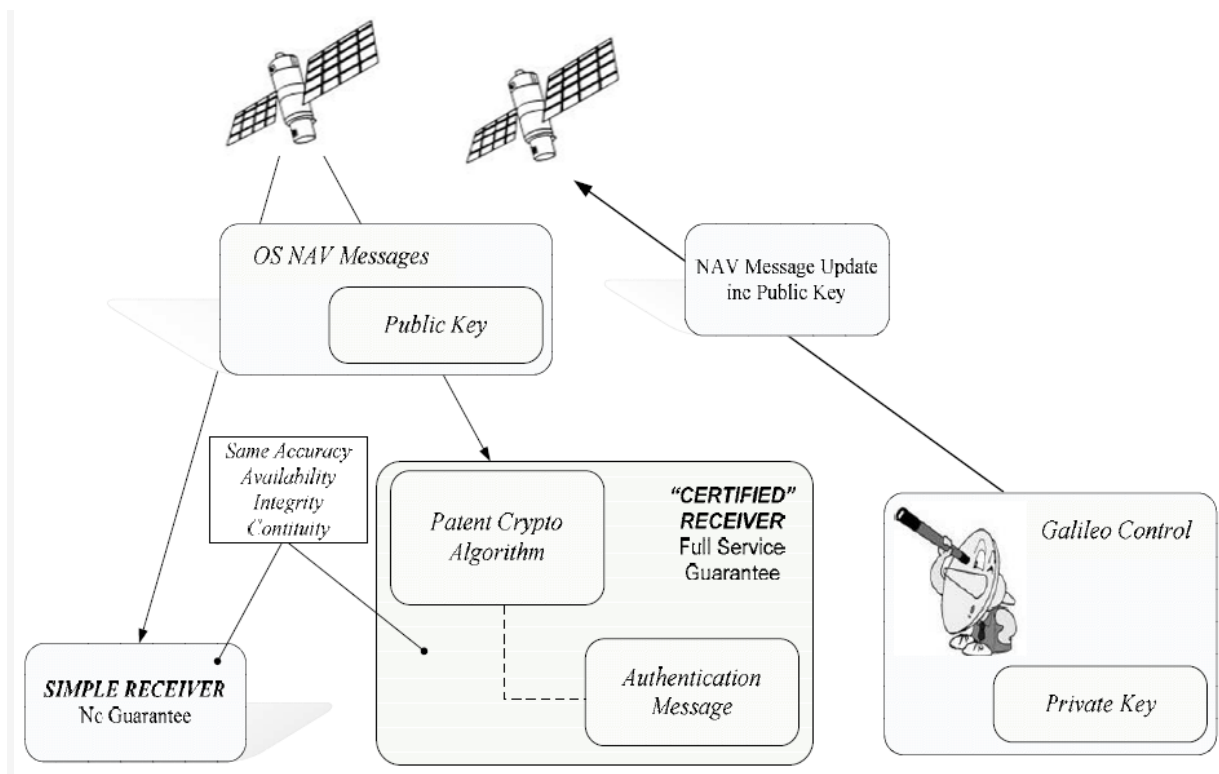 OS NAV Messages
Public Key
NAV Message Update
inc Public Key
Same Accuracy
Availability
Integrity
Contituity
Patent Crypto
Algorithm
“CERTIFIED”
RECEIVER
Full Service
Guarantee
Authentication
Message
Galileo Control
Private Key
SIMPLE RECEIVER
Nc Guarantee